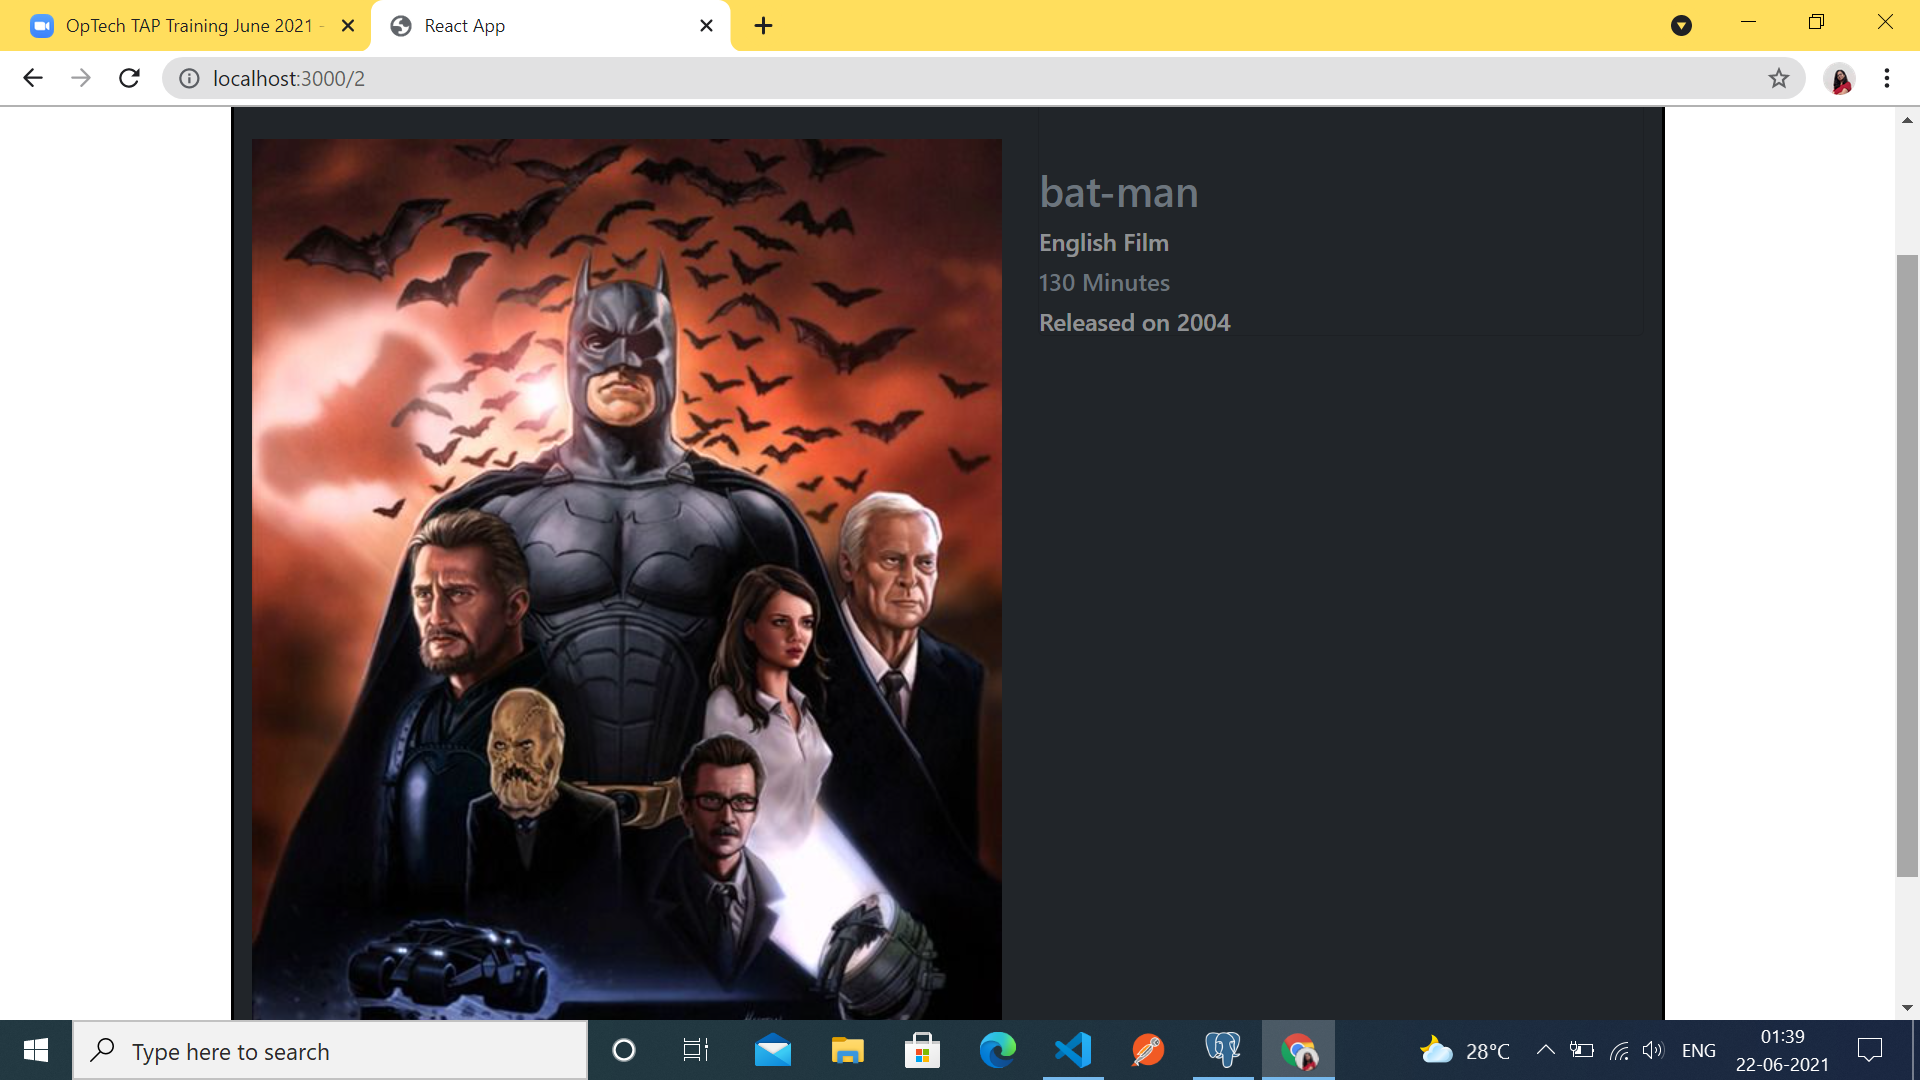 OpTech TAP Training June 2021 -
React App
localhost:3000/2
bat-man
English Film
130 Minutes
Released on 2004
Type here to search
28°C
ENG
01:39
22-06-2021